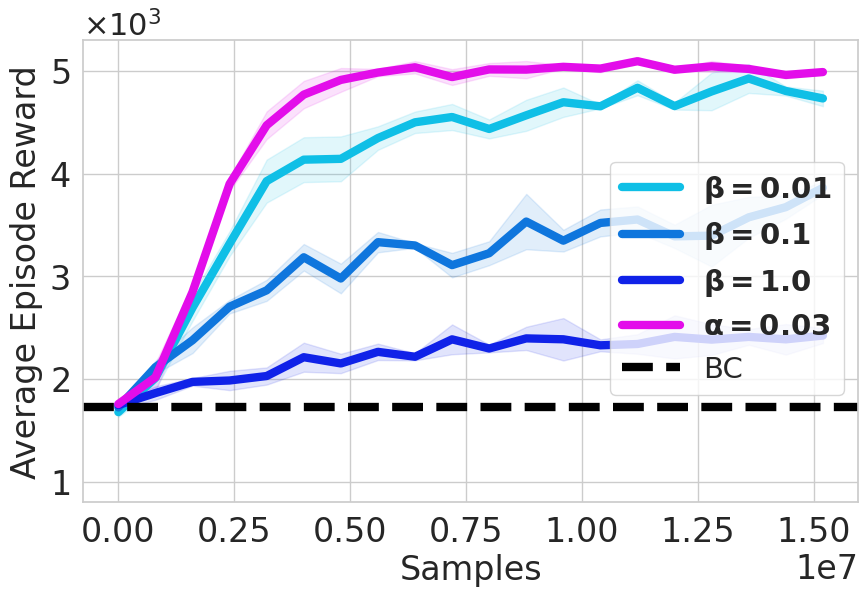 ×10³
Average Episode Reward
5
4
3
2
1
β = 0.01
β = 0.1
β = 1.0
α = 0.03
BC
0.00 0.25 0.50 0.75 1.00 1.25 1.50
Samples
1e7